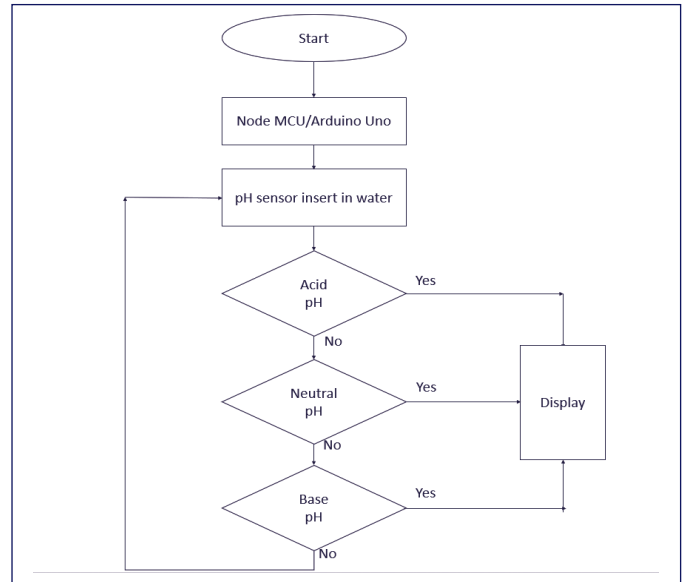 Start
Node MCU/Arduino Uno
pH sensor insert in water
Acid
pH
Yes
No
Neutral
pH
Yes
Display
No
Base
pH
Yes
No